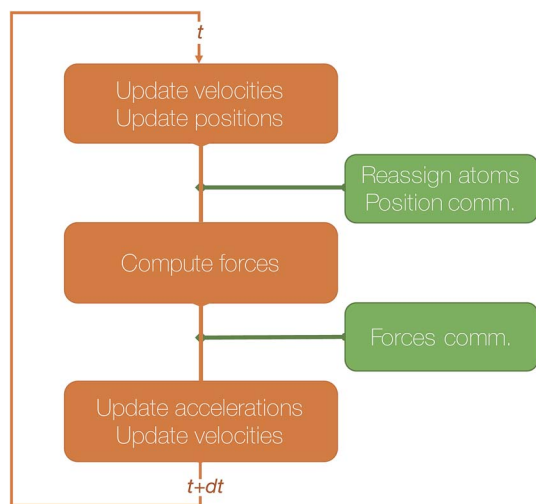 t
Update velocities
Update positions
Reassign atoms
Position comm.
Compute forces
Forces comm.
Update accelerations
Update velocities
t+dt